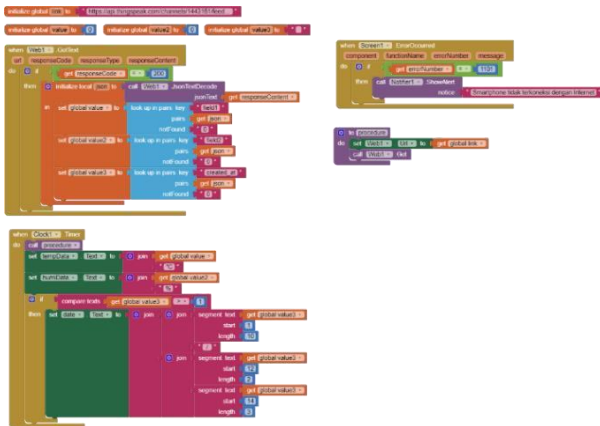 initialize global link to https://api.thingspeak.com/channels/1443161/feed...
initialize global value to 0 initialize global value2 to 0 initialize global value3 to " "
when Web1 .GotText
url responseCode responseType responseContent
do if get responseCode = 200
then initialize local json to call Web1 .JsonTextDecode
jsonText get responseContent
in set global value to look up in pairs key " field1 "
pairs get json
notFound " 0 "
set global value2 to look up in pairs key " field2 "
pairs get json
notFound " 0 "
set global value3 to look up in pairs key " created_at "
pairs get json
notFound " 0 "
when Screen1 .ErrorOccurred
component functionName errorNumber message
do if get errorNumber = 1101
then call Notifier1 .ShowAlert
notice " Smartphone tidak terkoneksi dengan Internet "
to procedure
do set Web1 . Url to get global link
call Web1 .Get
when Clock1 .Timer
do call procedure
set tempData . Text to join get global value
" °C "
set humData . Text to join get global value2
" % "
if compare texts get global value3 1
then set date . Text to join join segment text get global value3
start 1
length 10
" / "
join segment text get global value3
start 12
length 2
segment text get global value3
start 14
length 3